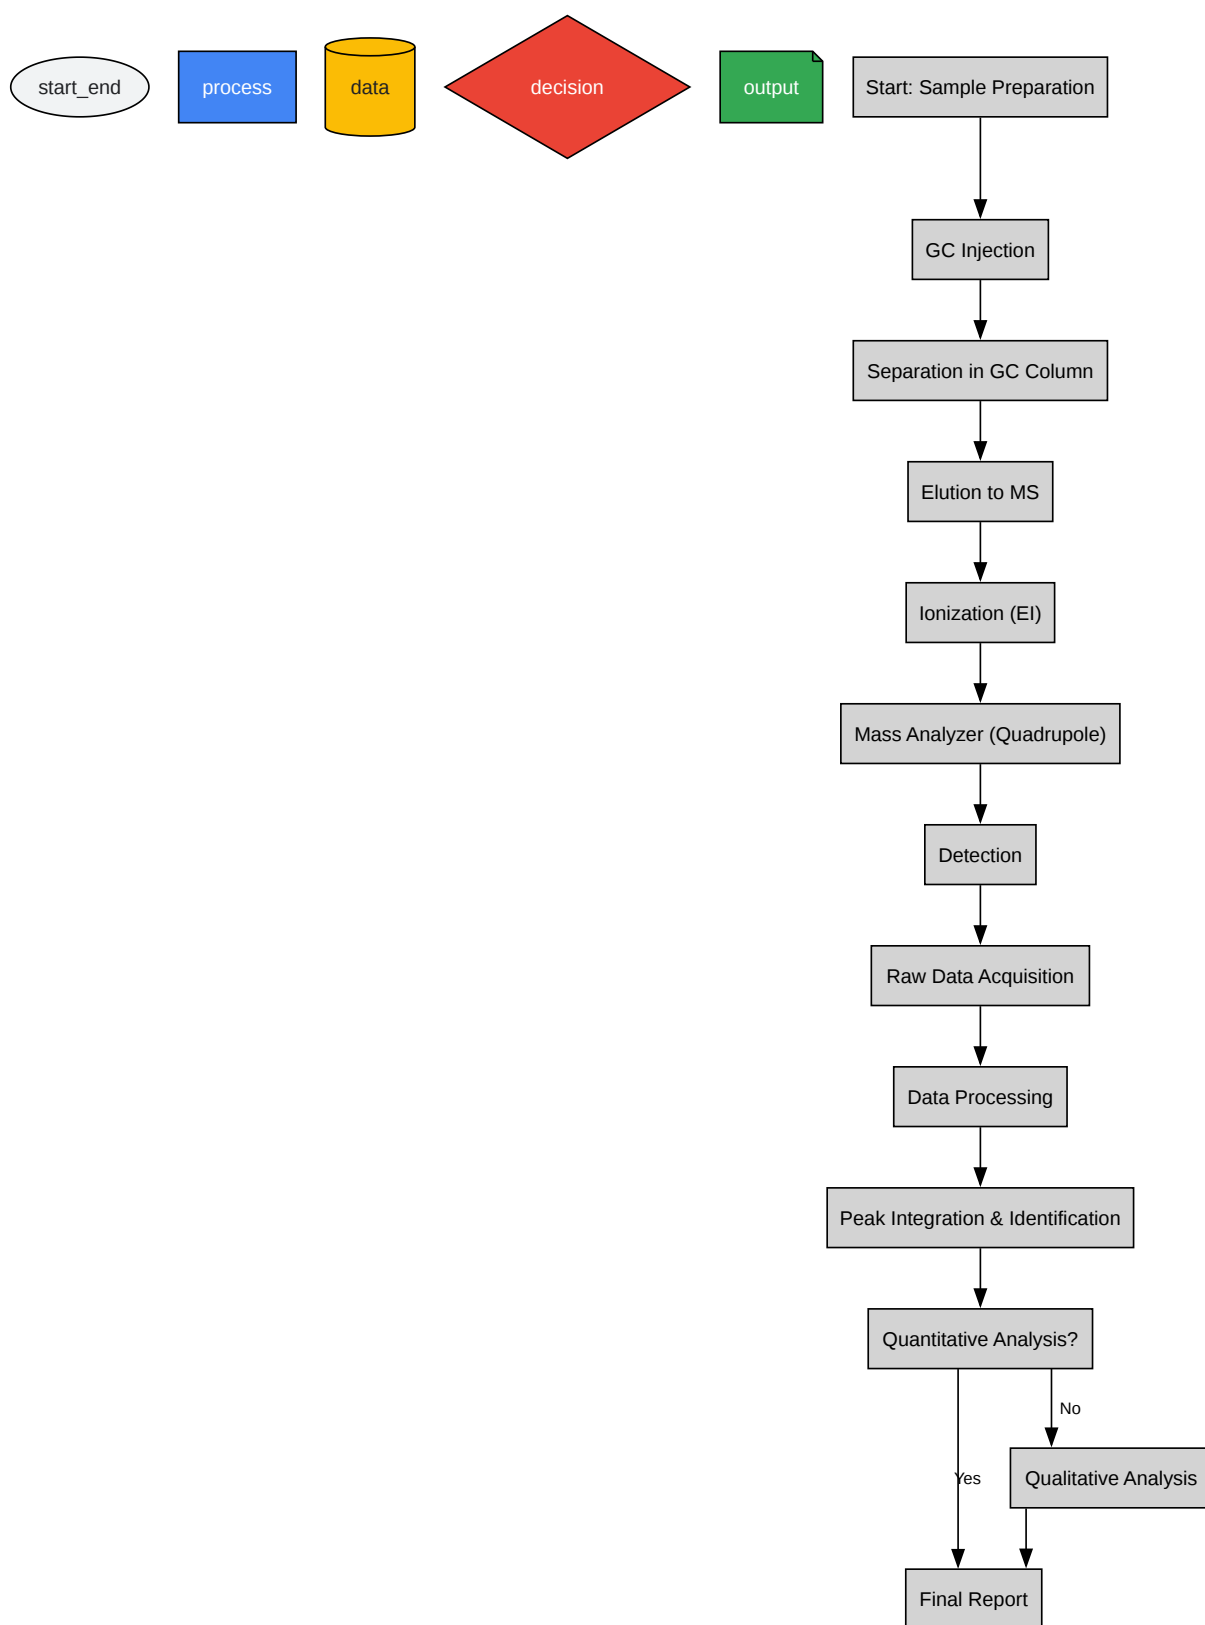 start_end
process
data
decision
output
Start: Sample Preparation
GC Injection
Separation in GC Column
Elution to MS
Ionization (EI)
Mass Analyzer (Quadrupole)
Detection
Raw Data Acquisition
Data Processing
Peak Integration & Identification
Quantitative Analysis?
No
Yes
Qualitative Analysis
Final Report